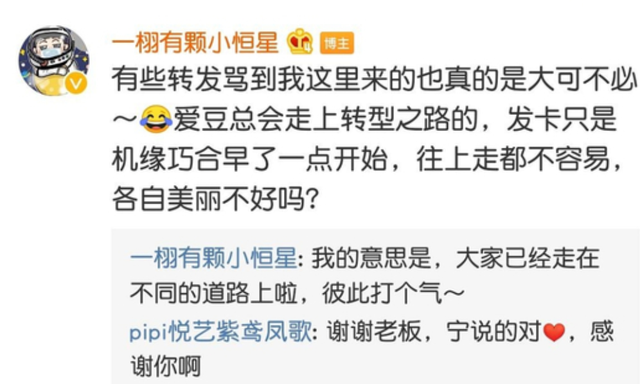 一栩有颗小恒星 博主
有些转发骂到我这里来的也真的是大可不必
～😂爱豆总会走上转型之路的，发卡只是
机缘巧合早了一点开始，往上走都不容易，
各自美丽不好吗？
一栩有颗小恒星: 我的意思是，大家已经走在
不同的道路上啦，彼此打个气～
pipi悦艺紫鸢凤歌: 谢谢老板，宁说的对❤️，感
谢你啊